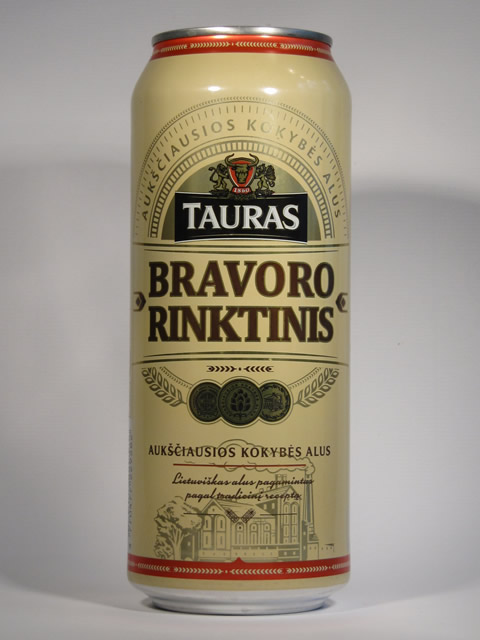 AUKŠČIAUSIOS KOKYBĖS ALUS
1860
TAURAS
BRAVORO
RINKTINIS
AUKŠČIAUSIOS KOKYBĖS ALUS
Lietuviškas alus pagamintas
pagal tradicinį receptą